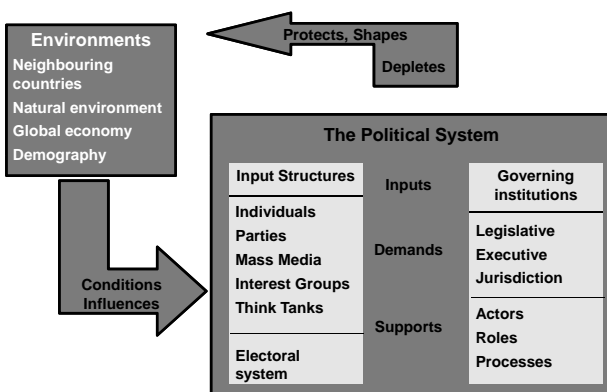 Environments
Neighbouring
countries
Natural environment
Global economy
Demography
Protects, Shapes
Depletes
Conditions
Influences
The Political System
Input Structures
Individuals
Parties
Mass Media
Interest Groups
Think Tanks
Electoral
system
Inputs
Demands
Supports
Governing
institutions
Legislative
Executive
Jurisdiction
Actors
Roles
Processes